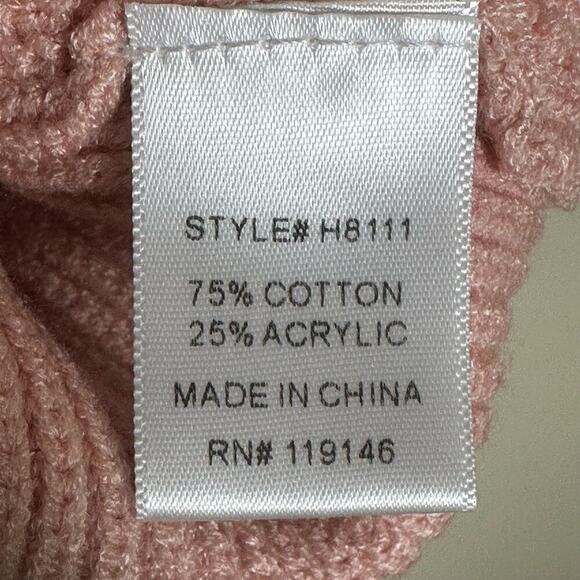 STYLE# H8111
75% COTTON
25% ACRYLIC
MADE IN CHINA
RN# 119146